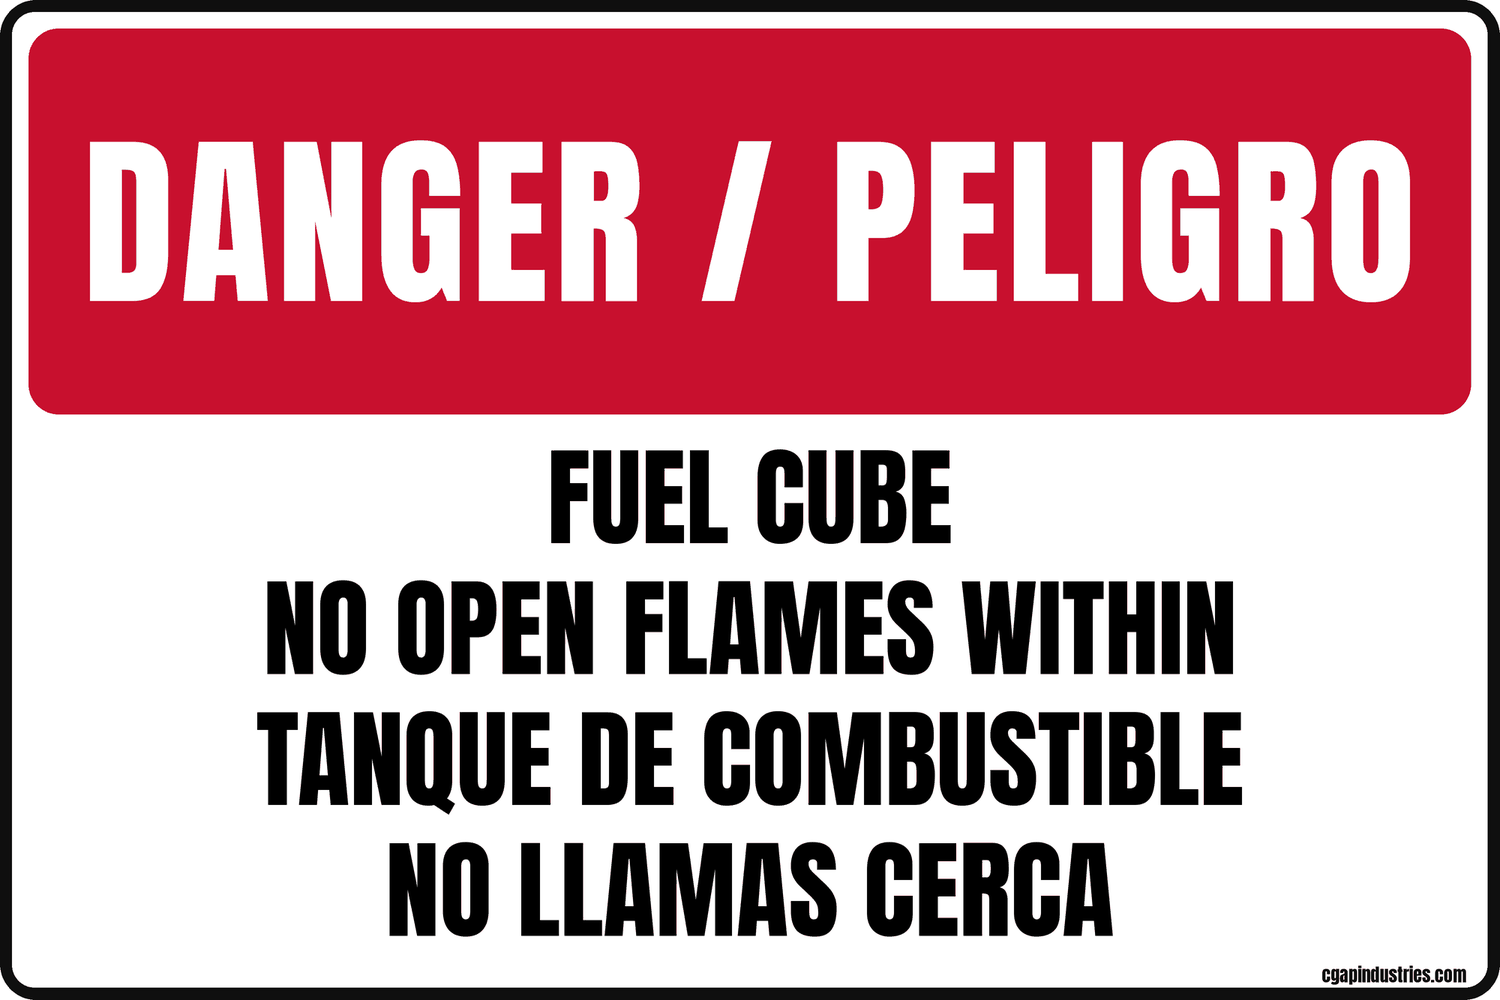 DANGER / PELIGRO
FUEL CUBE
NO OPEN FLAMES WITHIN
TANQUE DE COMBUSTIBLE
NO LLAMAS CERCA
cgapindustries.com